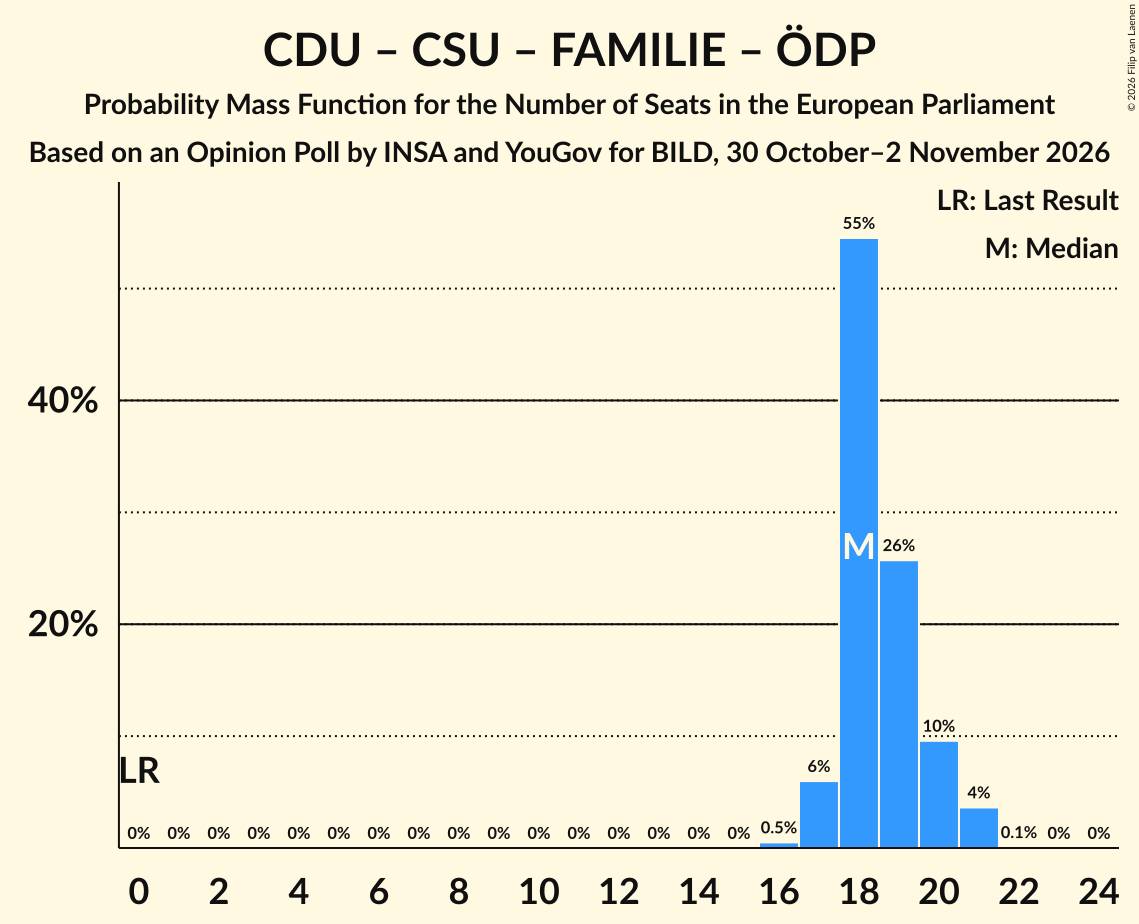 CDU – CSU – FAMILIE – ÖDP
Probability Mass Function for the Number of Seats in the European Parliament
Based on an Opinion Poll by INSA and YouGov for BILD, 30 October–2 November 2026
© 2026 Filip van Laenen
LR: Last Result
M: Median
55%
40%
M
26%
20%
10%
LR
6%
4%
0% 0% 0% 0% 0% 0% 0% 0% 0% 0% 0% 0% 0% 0% 0% 0% 0.5% 0.1% 0% 0%
0 2 4 6 8 10 12 14 16 18 20 22 24